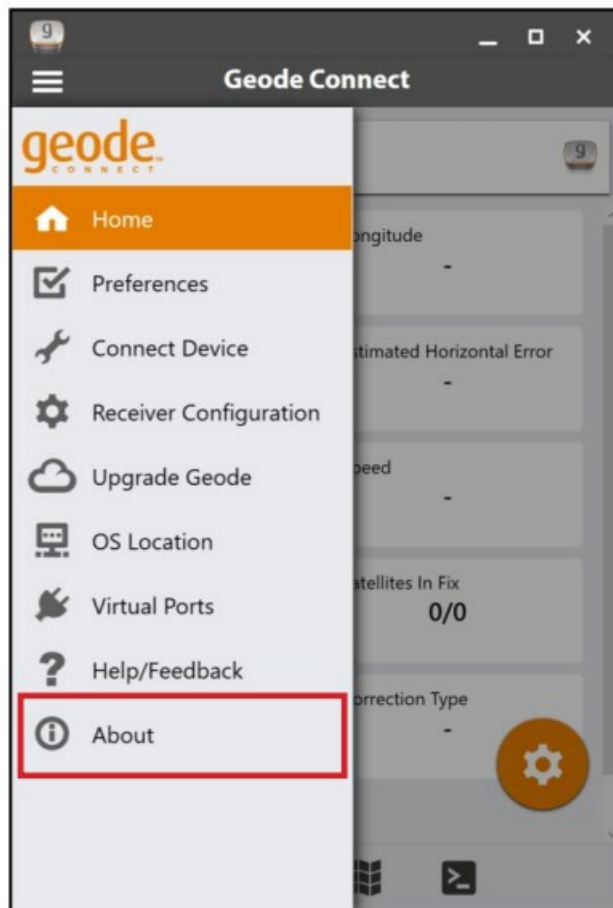 g
Geode Connect
geode™
CONNECT
g
Home
ongitude
-
Preferences
Connect Device
stimated Horizontal Error
-
Receiver Configuration
Upgrade Geode
peed
-
OS Location
Virtual Ports
atellites In Fix
0/0
Help/Feedback
orrection Type
-
About